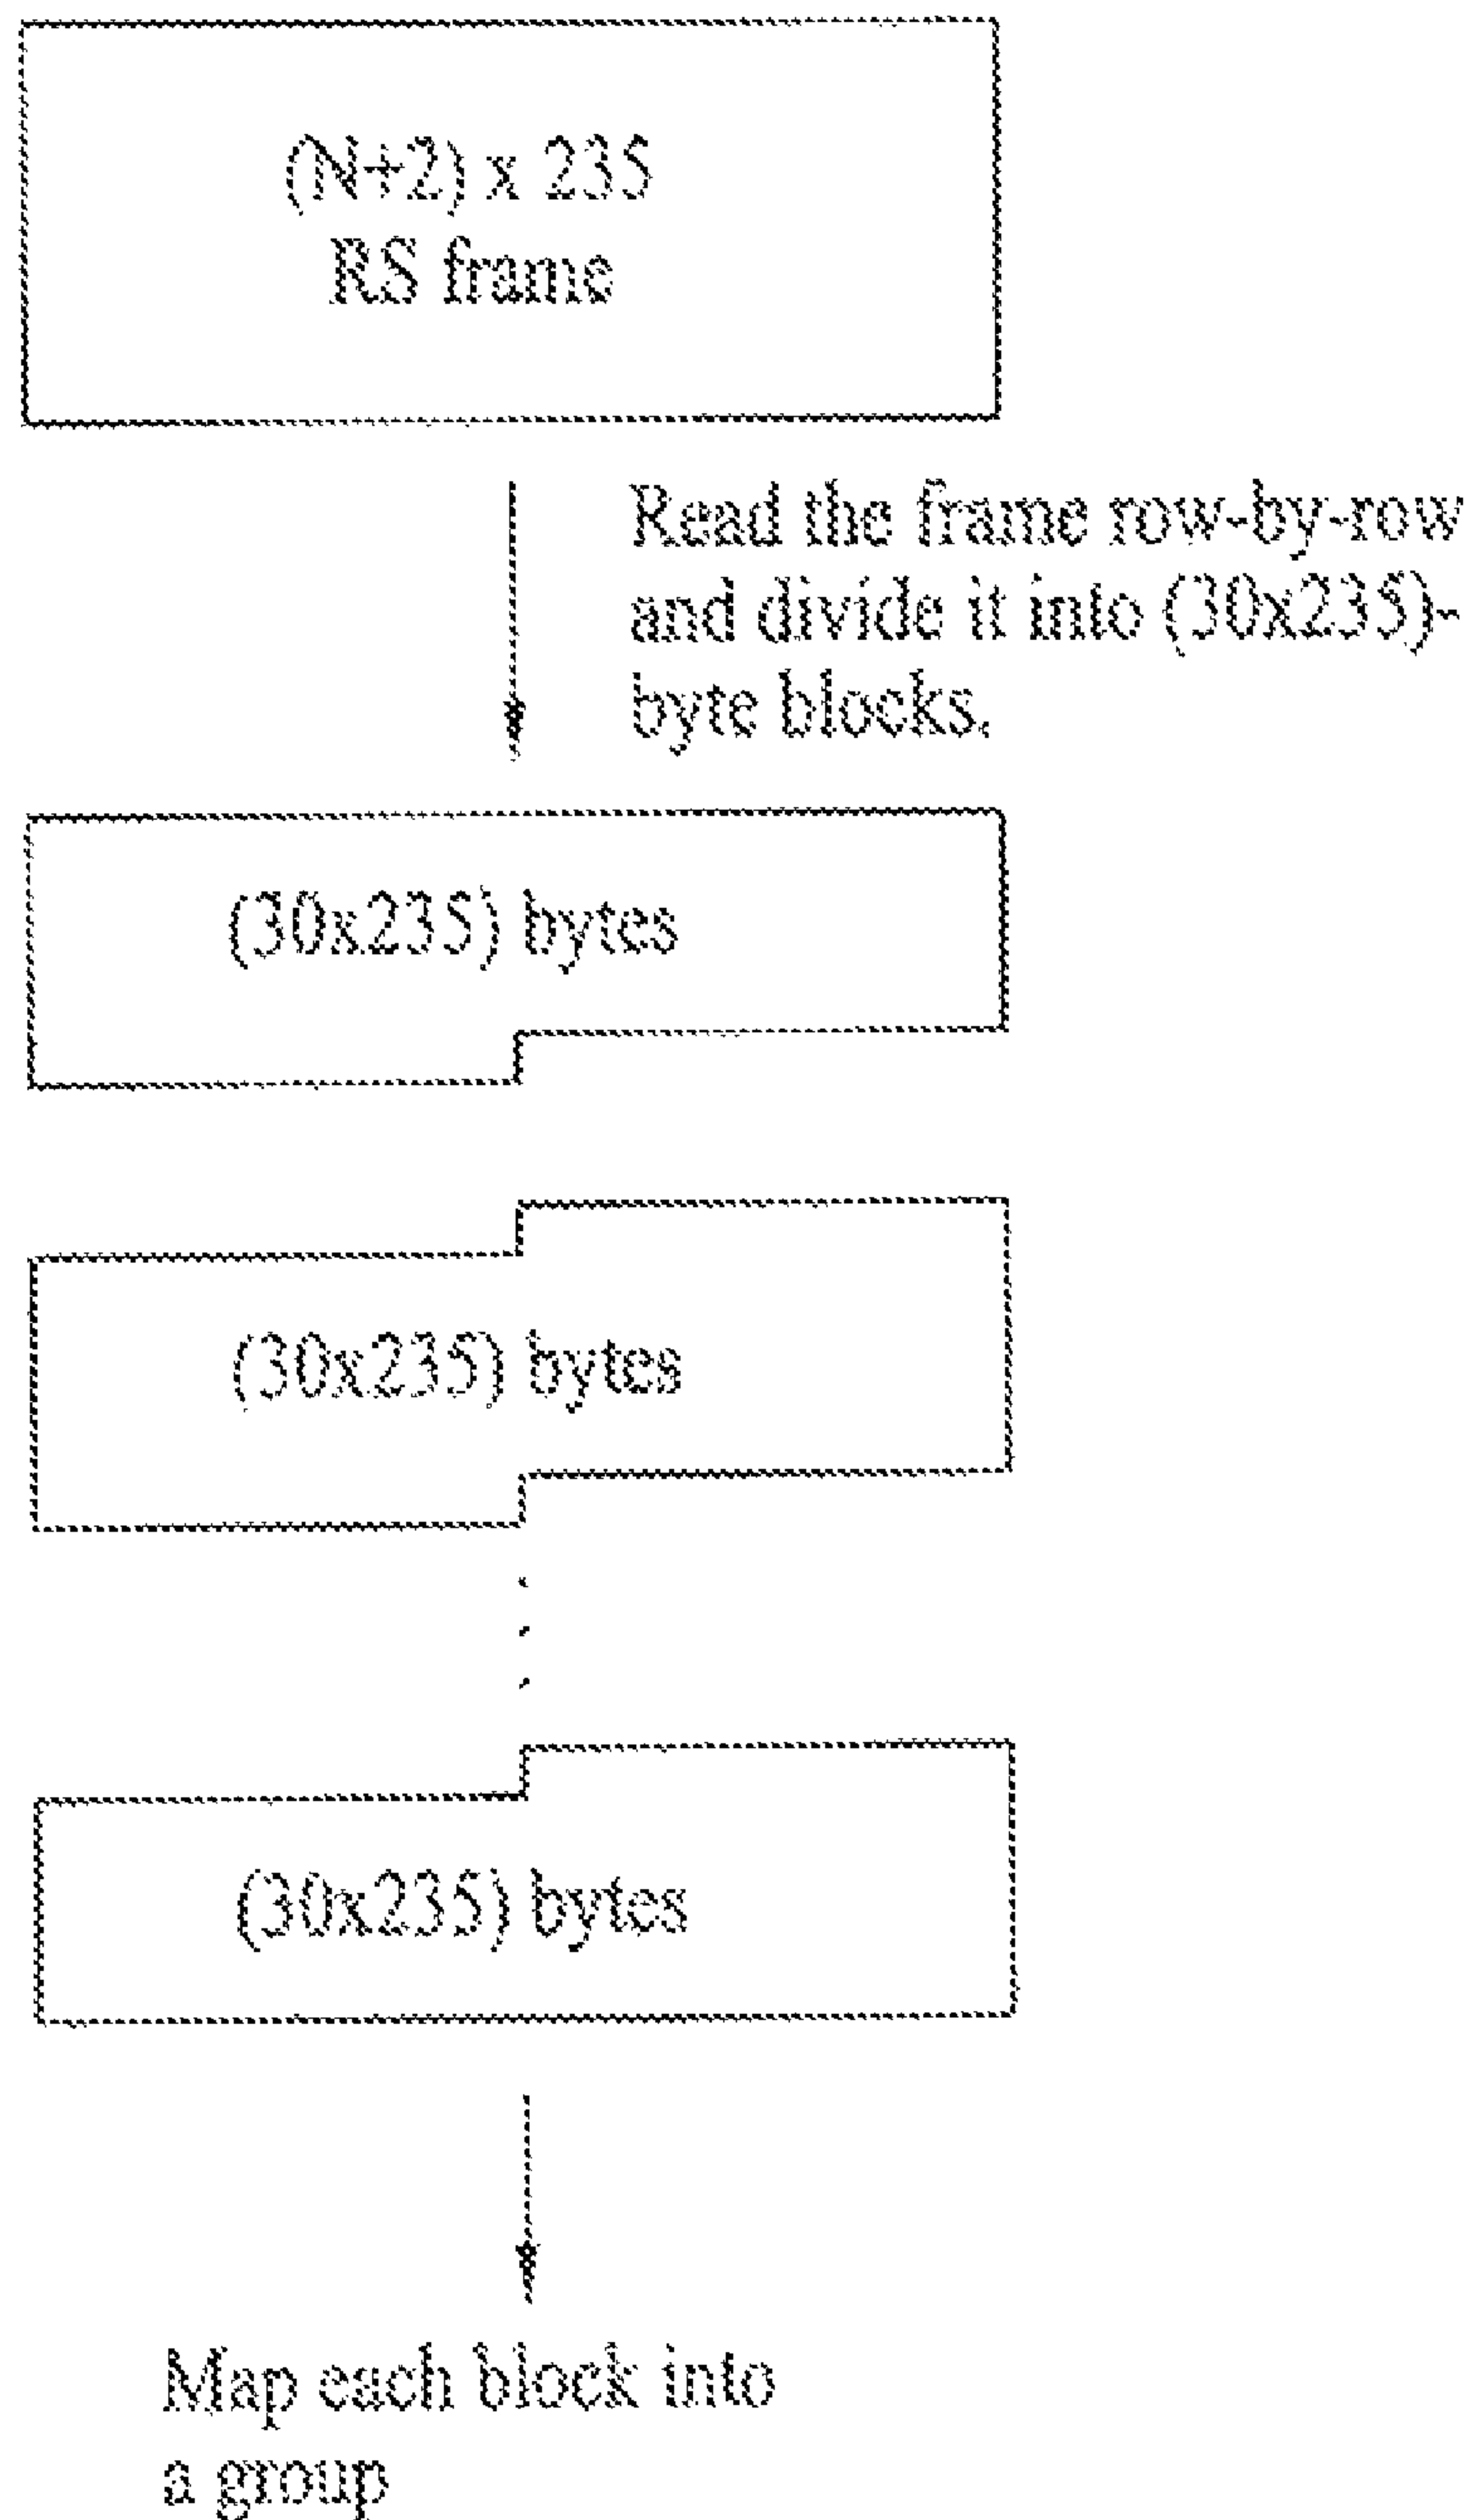 (N+2) x 235
RS frame
Read the frame row-by-row
and divide it into (30x235)-
byte blocks.
(30x235) bytes
(30x235) bytes
(30x235) bytes
Map each block into
a group